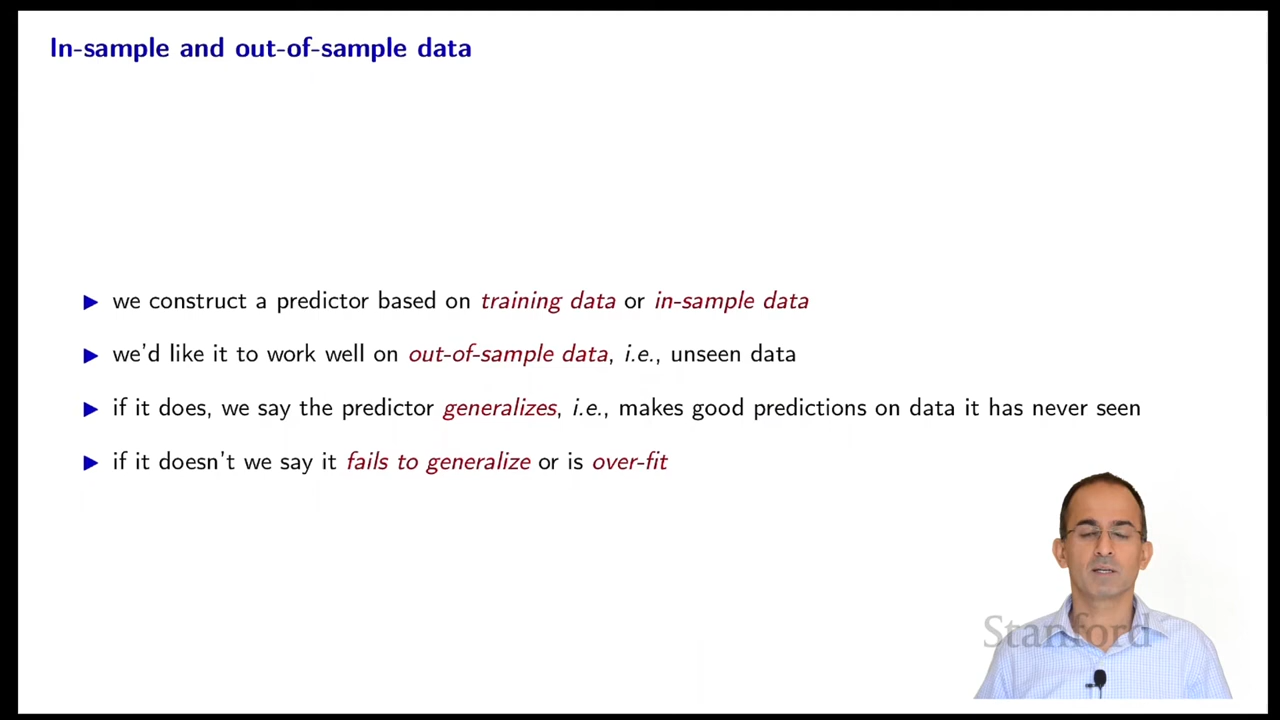 In-sample and out-of-sample data
▶ we construct a predictor based on training data or in-sample data
▶ we'd like it to work well on out-of-sample data, i.e., unseen data
▶ if it does, we say the predictor generalizes, i.e., makes good predictions on data it has never seen
▶ if it doesn't we say it fails to generalize or is over-fit
Stanford